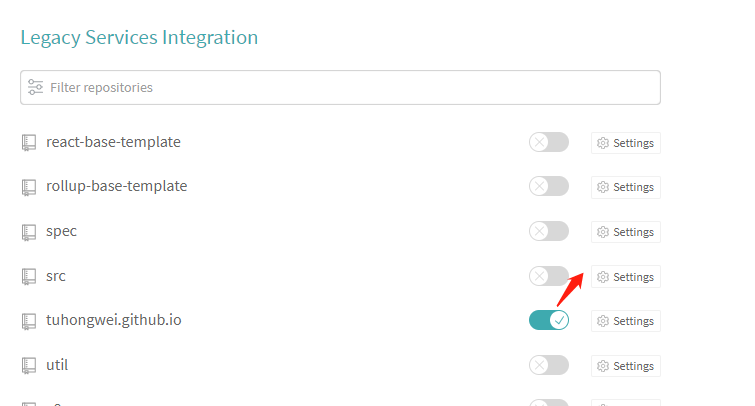 Legacy Services Integration
Filter repositories
react-base-template Settings
rollup-base-template Settings
spec Settings
src Settings
tuhongwei.github.io Settings
util Settings